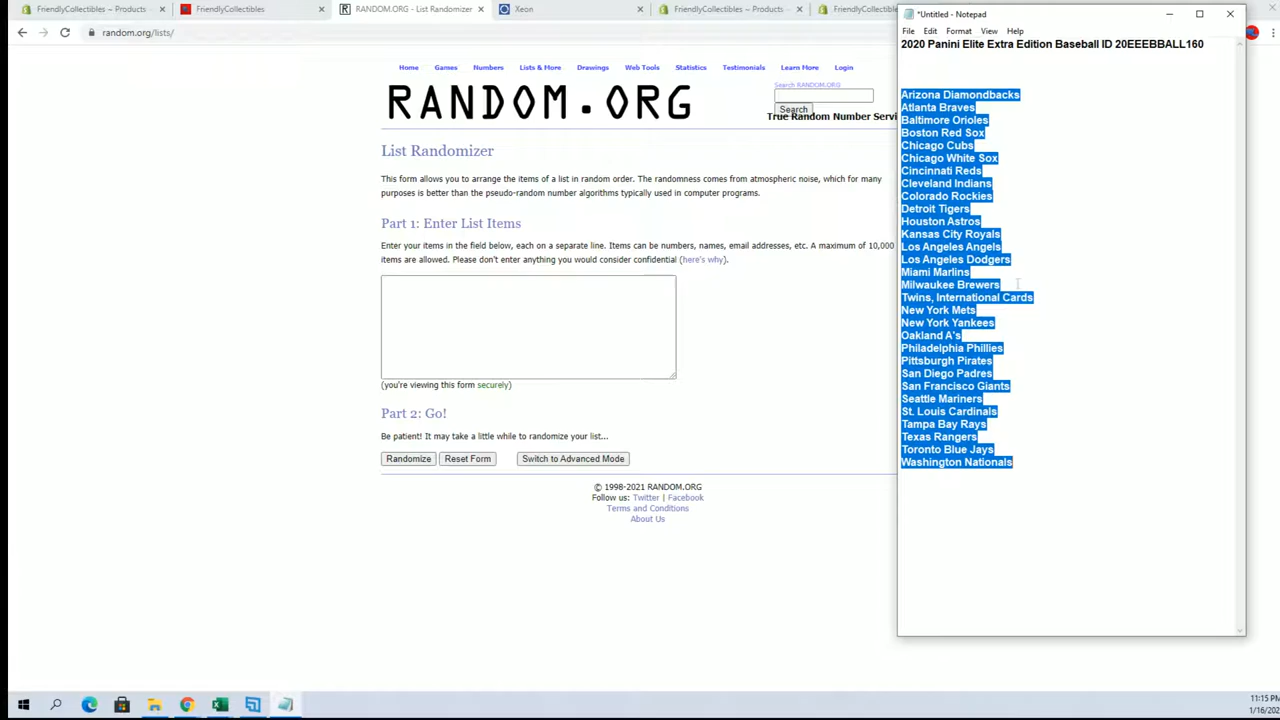 FriendlyCollectibles – Products
FriendlyCollectibles
RANDOM.ORG - List Randomizer
Xeon
FriendlyCollectibles – Products
FriendlyCollectibles
random.org/lists/
Home Games Numbers Lists & More Drawings Web Tools Statistics Testimonials Learn More Login
RANDOM.ORG
Search RANDOM.ORG
Search
True Random Number Servi
List Randomizer
This form allows you to arrange the items of a list in random order. The randomness comes from atmospheric noise, which for many
purposes is better than the pseudo-random number algorithms typically used in computer programs.
Part 1: Enter List Items
Enter your items in the field below, each on a separate line. Items can be numbers, names, email addresses, etc. A maximum of 10,000
items are allowed. Please don't enter anything you would consider confidential (here's why).
(you're viewing this form securely)
Part 2: Go!
Be patient! It may take a little while to randomize your list...
Randomize Reset Form Switch to Advanced Mode
© 1998-2021 RANDOM.ORG
Follow us: Twitter | Facebook
Terms and Conditions
About Us
*Untitled - Notepad
File Edit Format View Help
2020 Panini Elite Extra Edition Baseball ID 20EEEBBALL160
Arizona Diamondbacks
Atlanta Braves
Baltimore Orioles
Boston Red Sox
Chicago Cubs
Chicago White Sox
Cincinnati Reds
Cleveland Indians
Colorado Rockies
Detroit Tigers
Houston Astros
Kansas City Royals
Los Angeles Angels
Los Angeles Dodgers
Miami Marlins
Milwaukee Brewers
Twins, International Cards
New York Mets
New York Yankees
Oakland A's
Philadelphia Phillies
Pittsburgh Pirates
San Diego Padres
San Francisco Giants
Seattle Mariners
St. Louis Cardinals
Tampa Bay Rays
Texas Rangers
Toronto Blue Jays
Washington Nationals
11:15 PM
1/16/202